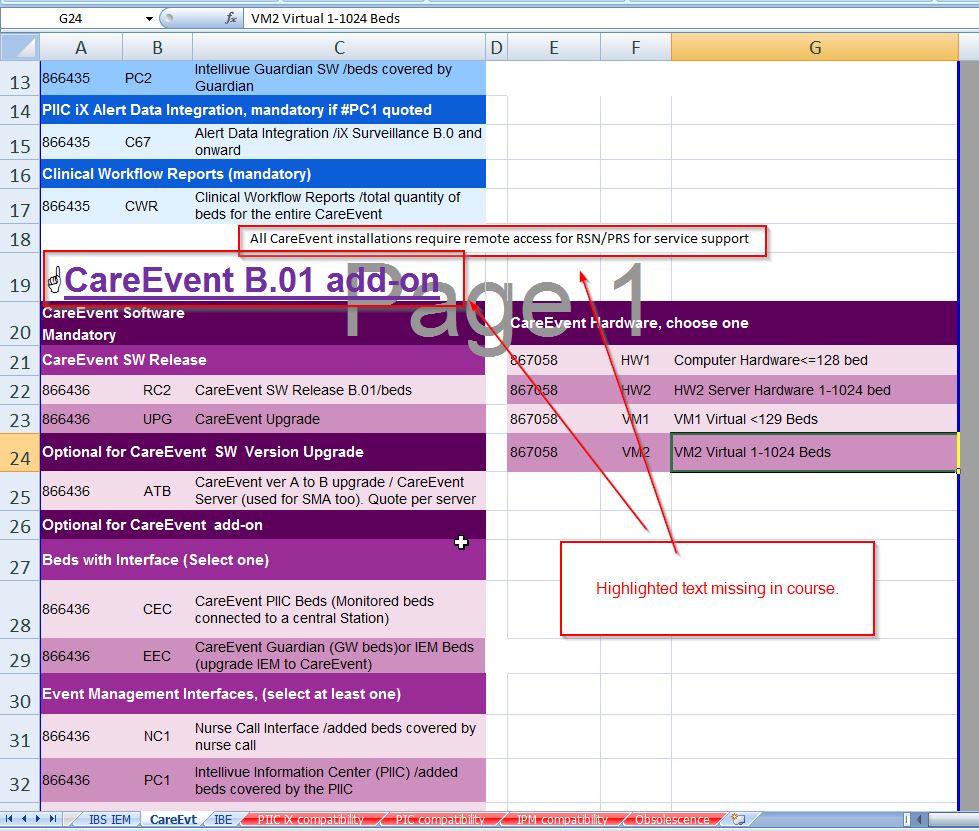 G24 fx VM2 Virtual 1-1024 Beds
A B C D E F G
13 866435 PC2 Intellivue Guardian SW /beds covered by
Guardian
14 PIIC iX Alert Data Integration, mandatory if #PC1 quoted
15 866435 C67 Alert Data Integration /iX Surveillance B.0 and
onward
16 Clinical Workflow Reports (mandatory)
17 866435 CWR Clinical Workflow Reports /total quantity of
beds for the entire CareEvent
18 All CareEvent installations require remote access for RSN/PRS for service support
19 CareEvent B.01 add-on
Page 1
20 CareEvent Software
Mandatory
CareEvent Hardware, choose one
21 CareEvent SW Release 867058 HW1 Computer Hardware<=128 bed
22 866436 RC2 CareEvent SW Release B.01/beds 867058 HW2 HW2 Server Hardware 1-1024 bed
23 866436 UPG CareEvent Upgrade 867058 VM1 VM1 Virtual <129 Beds
24 Optional for CareEvent SW Version Upgrade 867058 VM2 VM2 Virtual 1-1024 Beds
25 866436 ATB CareEvent ver A to B upgrade / CareEvent
Server (used for SMA too). Quote per server
26 Optional for CareEvent add-on
27 Beds with Interface (Select one)
Highlighted text missing in course.
28 866436 CEC CareEvent PIIC Beds (Monitored beds
connected to a central Station)
29 866436 EEC CareEvent Guardian (GW beds)or IEM Beds
(upgrade IEM to CareEvent)
30 Event Management Interfaces, (select at least one)
31 866436 NC1 Nurse Call Interface /added beds covered by
nurse call
32 866436 PC1 Intellivue Information Center (PIIC) /added
beds covered by the PIIC
IBS IEM CareEvt IBE PIIC iX compatibility PIC compatibility IPM compatibility Obsolescence